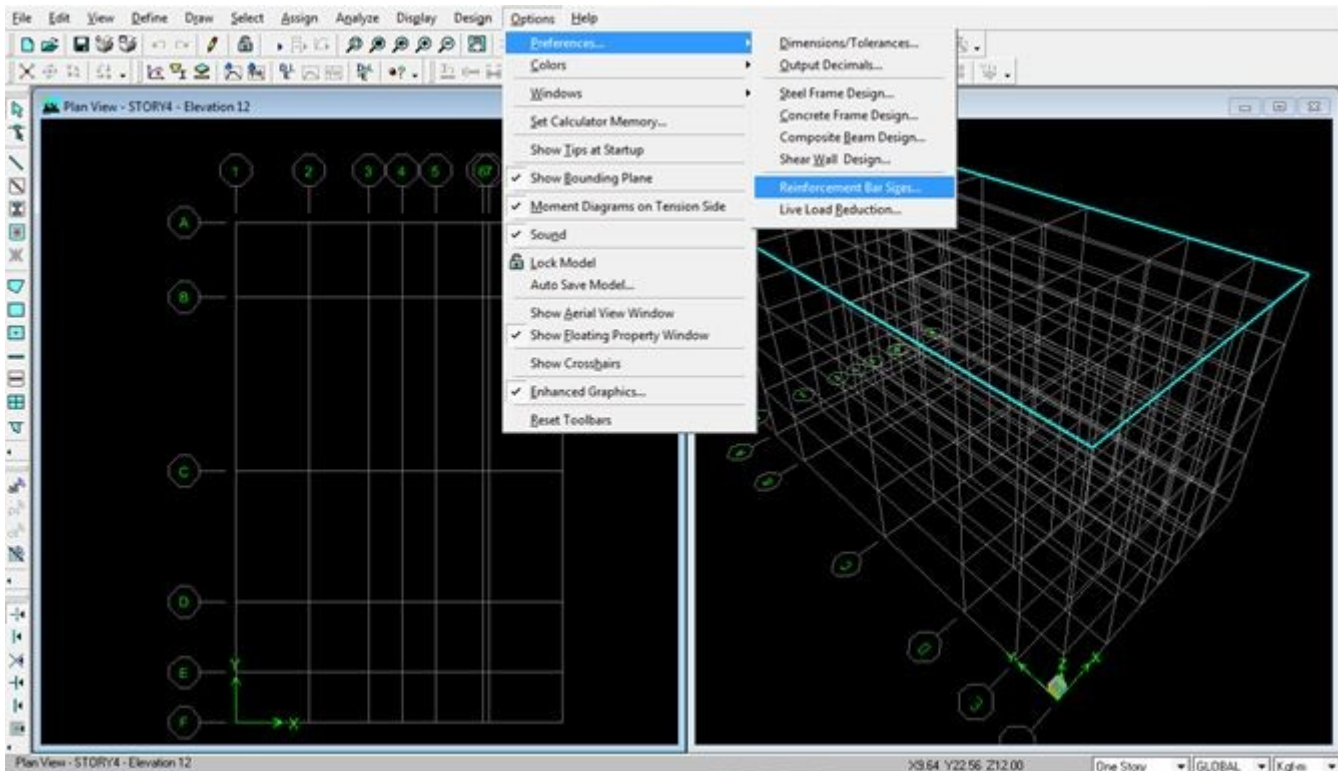 File Edit View Define Draw Select Assign Analyze Display Design Options Help
Preferences...
Colors
Windows
Set Calculator Memory...
Show Tips at Startup
Show Bounding Plane
Moment Diagrams on Tension Side
Sound
Lock Model
Auto Save Model...
Show Aerial View Window
Show Floating Property Window
Show Crosshairs
Enhanced Graphics...
Reset Toolbars
Dimensions/Tolerances...
Output Decimals...
Steel Frame Design...
Concrete Frame Design...
Composite Beam Design...
Shear Wall Design...
Reinforcement Bar Sizes...
Live Load Reduction...
Plan View - STORY4 - Elevation 12
1 2 3 4 5 67
A
B
C
D
E
F
Y
X
C
D
E
Y Z X
Plan View - STORY4 - Elevation 12 X9.64 Y22.56 Z12.00 One Story GLOBAL Kgf-m